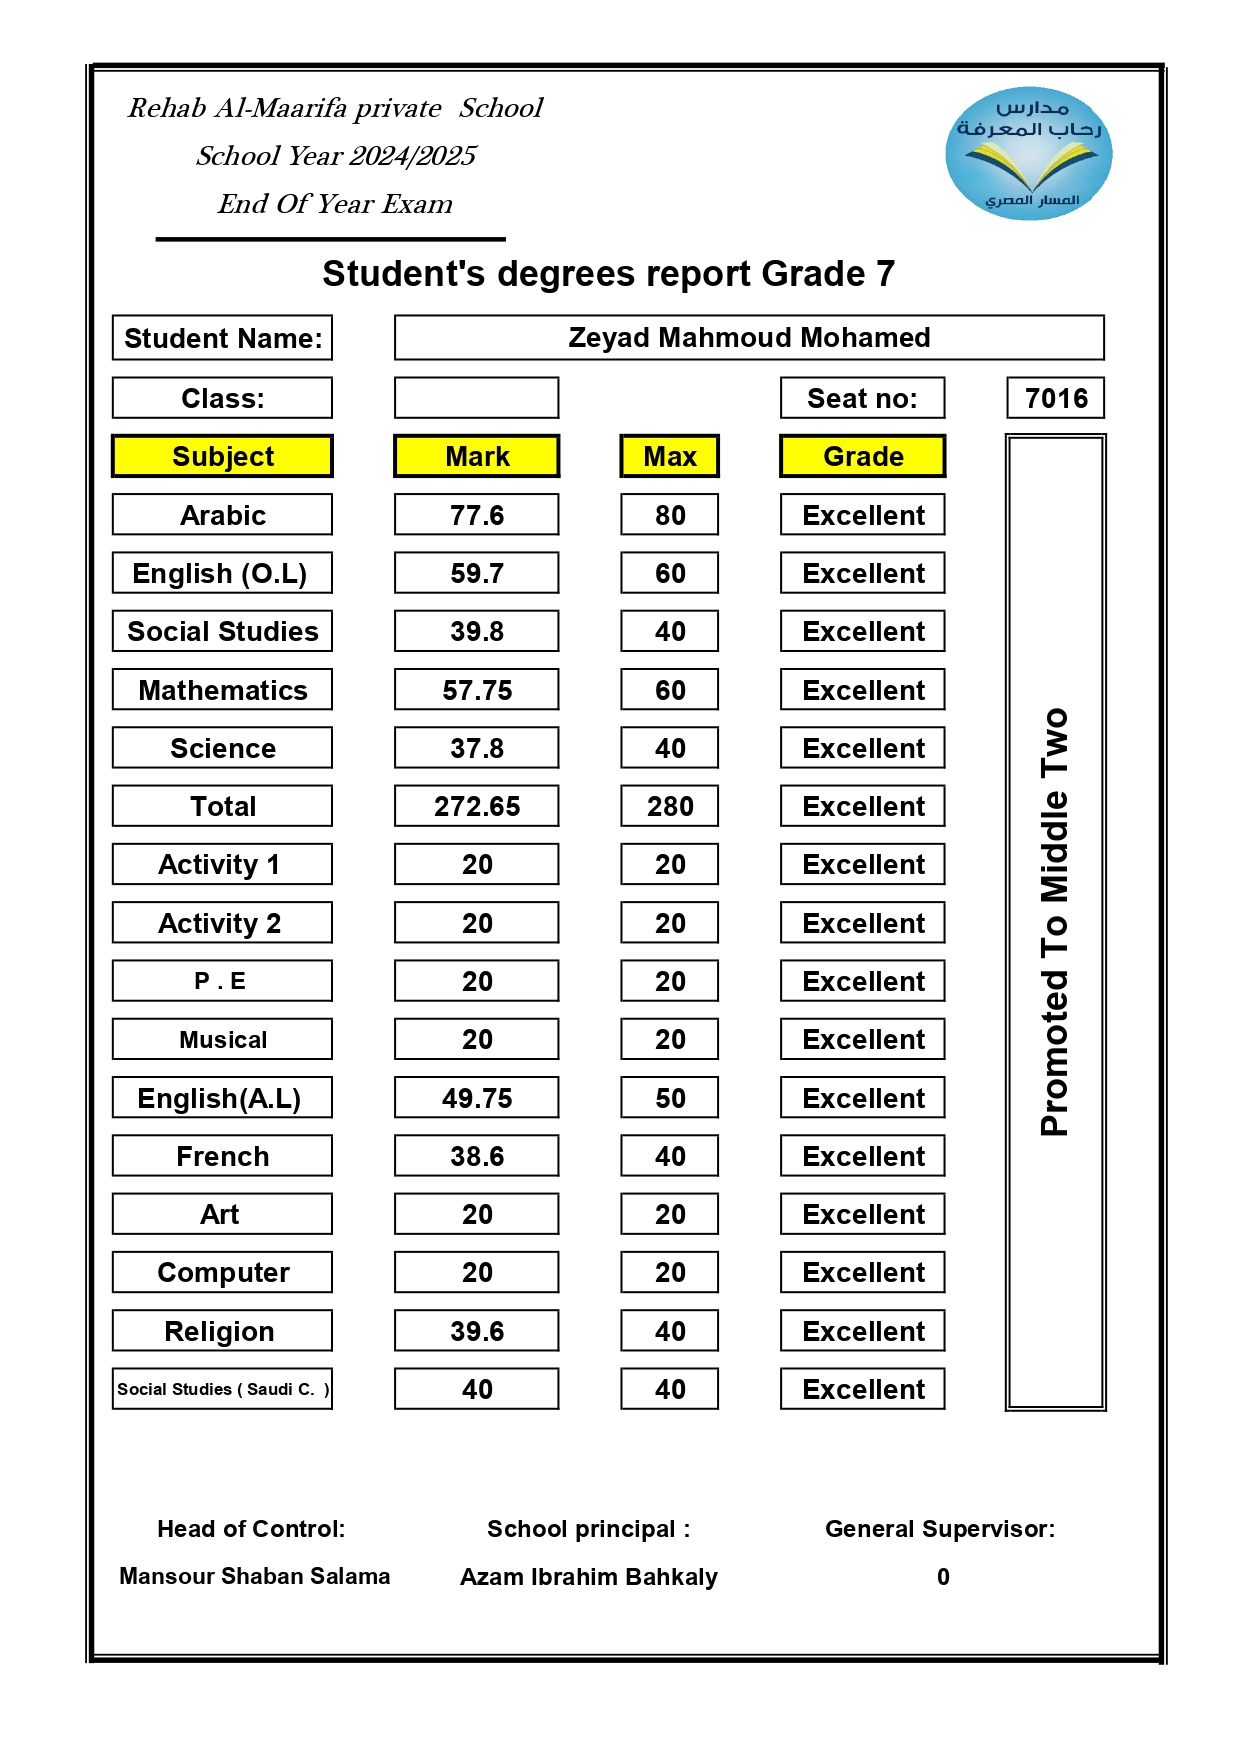 Rehab Al-Maarifa private School
School Year 2024/2025
End Of Year Exam
مدارس
رحاب المعرفة
المسار المصري
Student's degrees report Grade 7
Student Name: Zeyad Mahmoud Mohamed
Class: Seat no: 7016
Subject Mark Max Grade
Arabic 77.6 80 Excellent
English (O.L) 59.7 60 Excellent
Social Studies 39.8 40 Excellent
Mathematics 57.75 60 Excellent
Science 37.8 40 Excellent
Total 272.65 280 Excellent
Activity 1 20 20 Excellent
Activity 2 20 20 Excellent
P . E 20 20 Excellent
Musical 20 20 Excellent
English(A.L) 49.75 50 Excellent
French 38.6 40 Excellent
Art 20 20 Excellent
Computer 20 20 Excellent
Religion 39.6 40 Excellent
Social Studies ( Saudi C. ) 40 40 Excellent
Promoted To Middle Two
Head of Control: School principal : General Supervisor:
Mansour Shaban Salama Azam Ibrahim Bahkaly 0